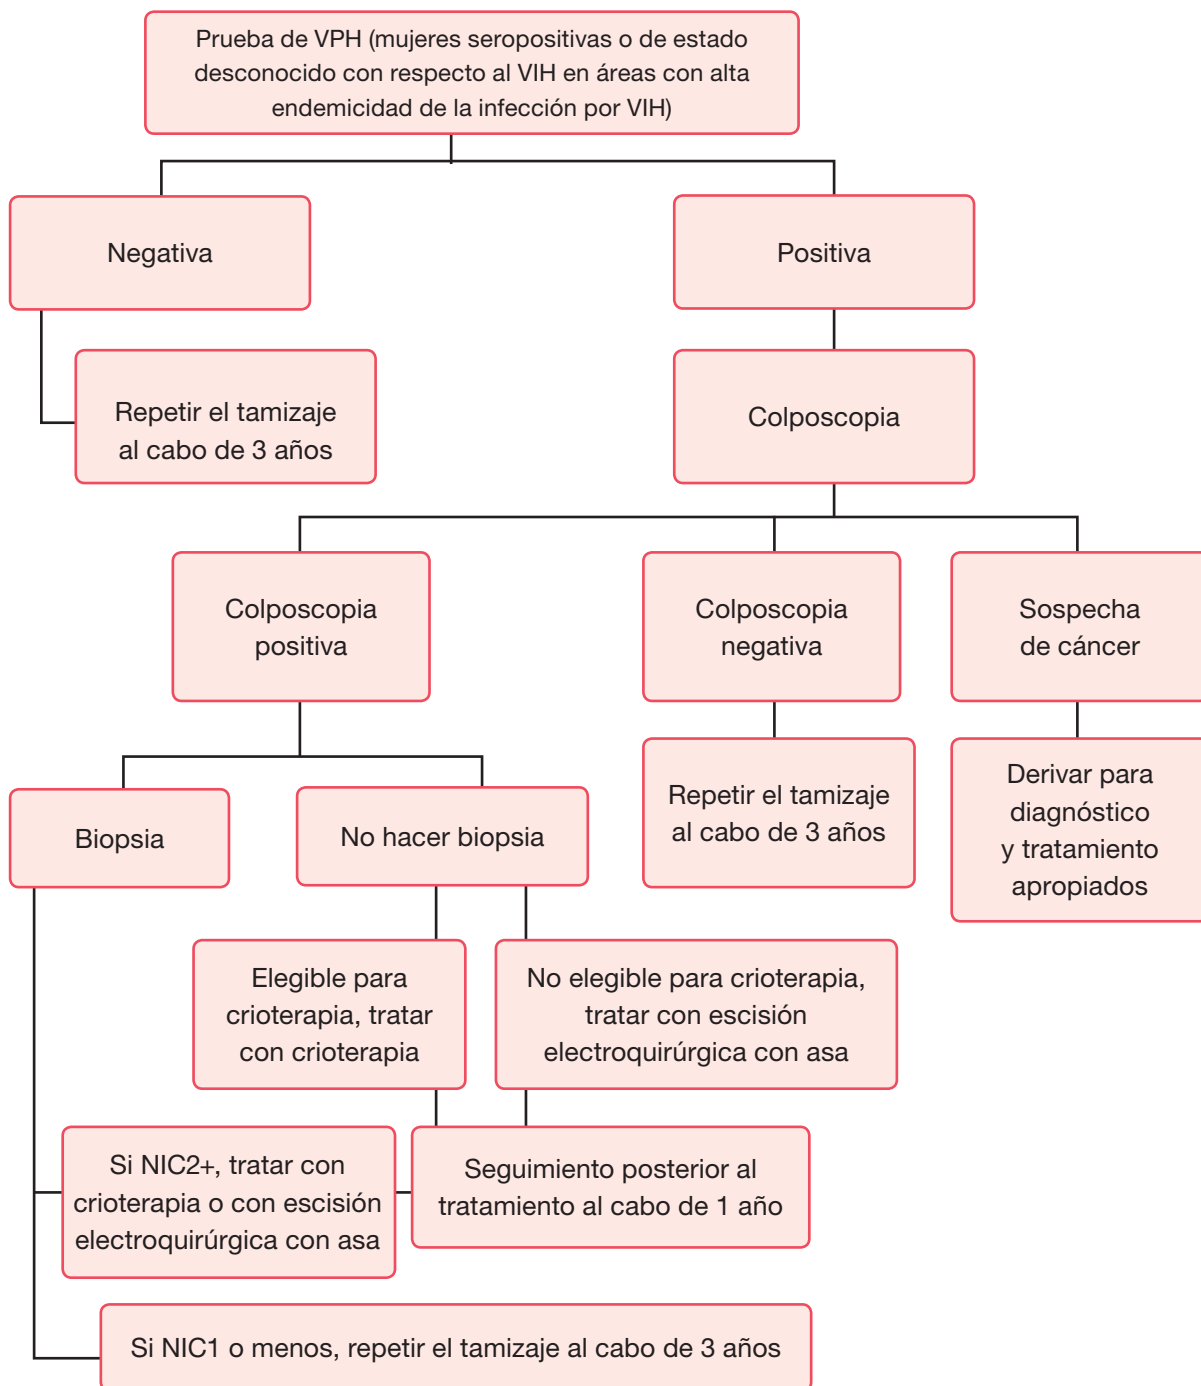 Prueba de VPH (mujeres seropositivas o de estado
desconocido con respecto al VIH en áreas con alta
endemicidad de la infección por VIH)
Negativa
Positiva
Repetir el tamizaje
al cabo de 3 años
Colposcopia
Colposcopia
positiva
Colposcopia
negativa
Sospecha
de cáncer
Biopsia
No hacer biopsia
Repetir el tamizaje
al cabo de 3 años
Derivar para
diagnóstico
y tratamiento
apropiados
Elegible para
crioterapia, tratar
con crioterapia
No elegible para crioterapia,
tratar con escisión
electroquirúrgica con asa
Si NIC2+, tratar con
crioterapia o con escisión
electroquirúrgica con asa
Seguimiento posterior al
tratamiento al cabo de 1 año
Si NIC1 o menos, repetir el tamizaje al cabo de 3 años